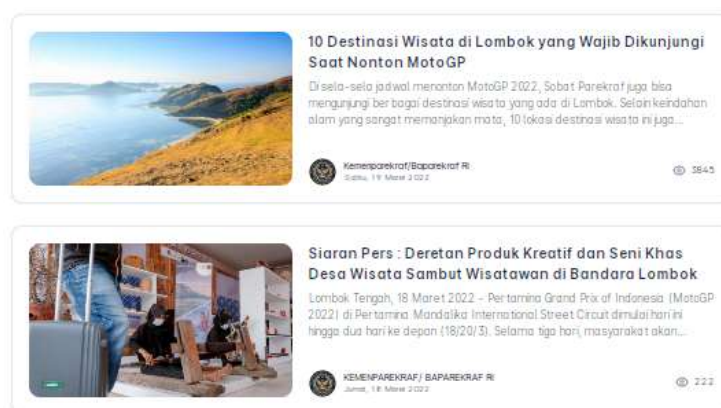 10 Destinasi Wisata di Lombok yang Wajib Dikunjungi
Saat Nonton MotoGP
Di sela-sela jadwal menonton MotoGP 2022, Sobat Parekraf juga bisa
mengunjungi berbagai destinasi wisata yang ada di Lombok. Selain keindahan
alam yang sangat memanjakan mata, 10 lokasi destinasi wisata ini juga...
Kemenparekraf/Baparekraf RI
Sabtu, 19 Maret 2022
3845
Siaran Pers : Deretan Produk Kreatif dan Seni Khas
Desa Wisata Sambut Wisatawan di Bandara Lombok
Lombok Tengah, 18 Maret 2022 - Pertamina Grand Prix of Indonesia (MotoGP
2022) di Pertamina Mandalika International Street Circuit dimulai hari ini
hingga dua hari ke depan (18/20/3). Selama tiga hari, masyarakat akan...
KEMENPAREKRAF/ BAPAREKRAF RI
Jumat, 18 Maret 2022
222